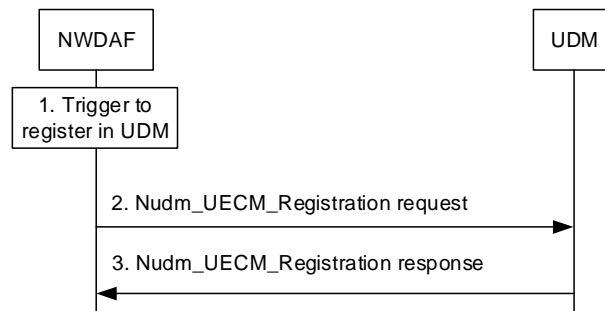 NWDAF
UDM
1. Trigger to
register in UDM
2. Nudm_UECM_Registration request
3. Nudm_UECM_Registration response